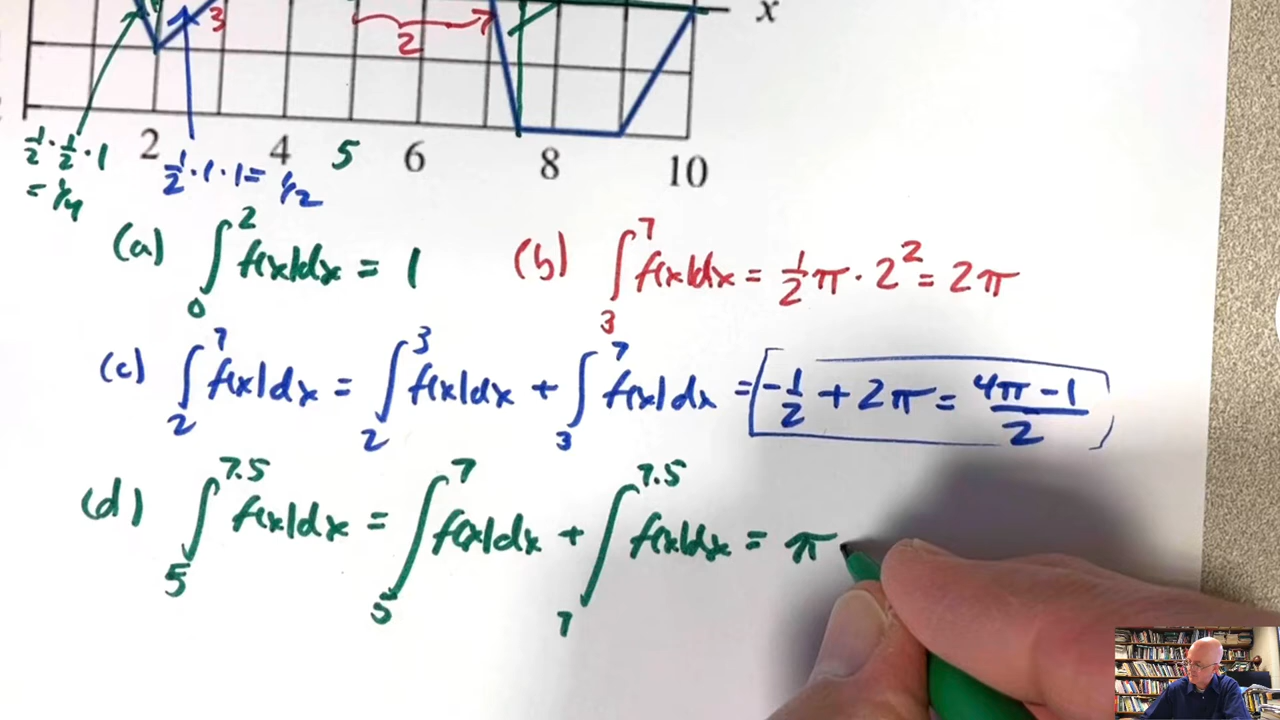 x
3
2
2 4 5 6 8 10
1/2 · 1/2 · 1
= 1/4
1/2 · 1 · 1 = 1/2
(a) ∫₀² f(x)dx = 1 (b) ∫₃⁷ f(x)dx = 1/2 π · 2² = 2π
(c) ∫₂⁷ f(x)dx = ∫₂³ f(x)dx + ∫₃⁷ f(x)dx = -1/2 + 2π = (4π - 1)/2
(d) ∫₅^7.5 f(x)dx = ∫₅⁷ f(x)dx + ∫₇^7.5 f(x)dx = π